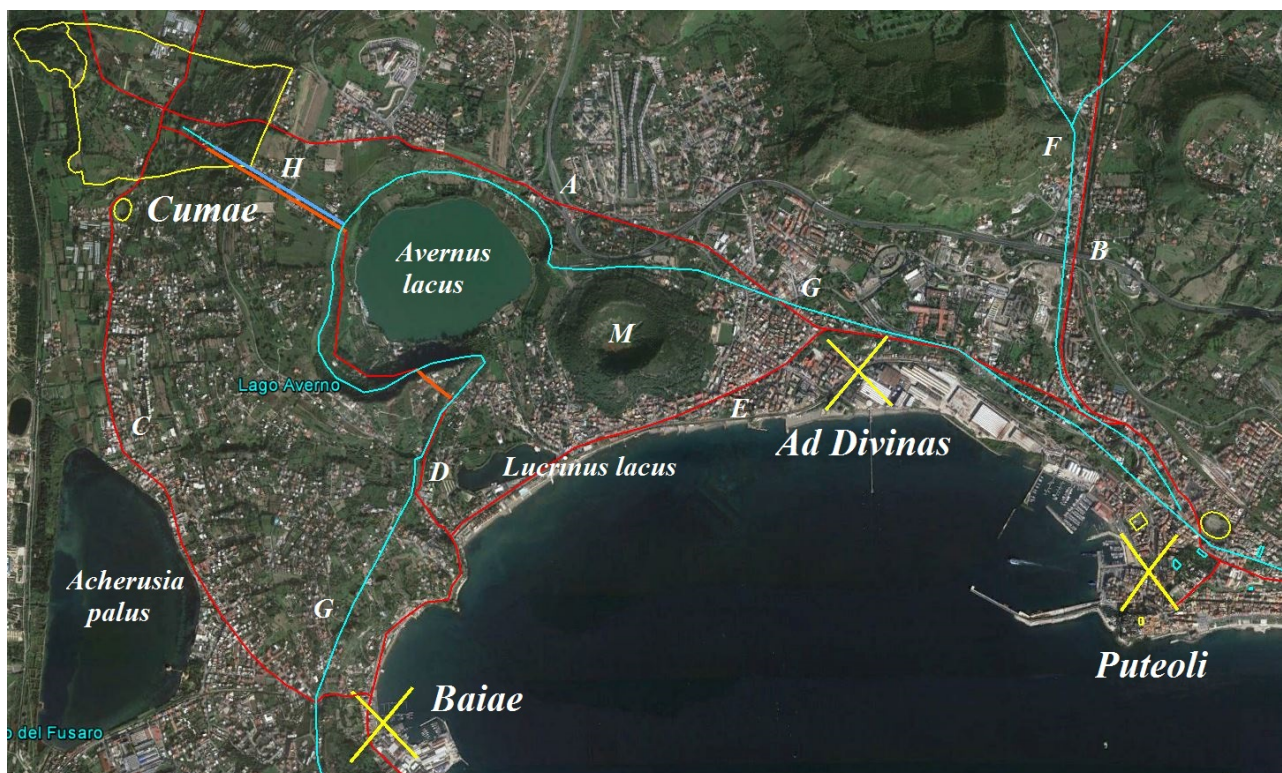 H
Cumae
A
F
B
Avernus
lacus
G
M
Lago Averno
C
E
Ad Divinas
Lucrinus lacus
D
Acherusia
palus
G
Puteoli
Baiae
o del Fusaro